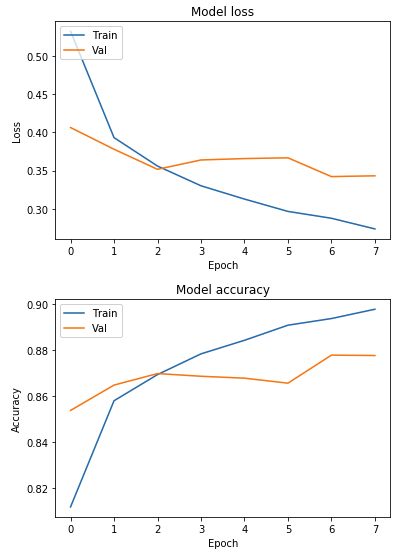 Model loss
Train
Val
Loss
0.50
0.45
0.40
0.35
0.30
0 1 2 3 4 5 6 7
Epoch
Model accuracy
Train
Val
Accuracy
0.90
0.88
0.86
0.84
0.82
0 1 2 3 4 5 6 7
Epoch